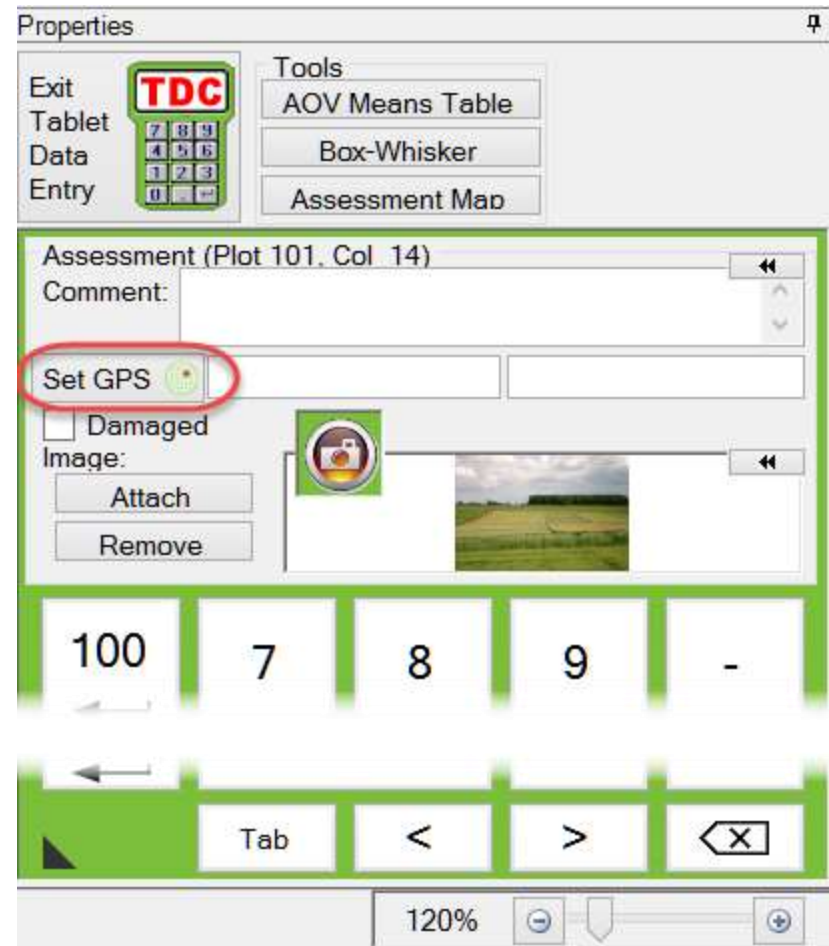 Properties
Exit
Tablet
Data
Entry
TDC
7 8 9
4 5 6
1 2 3
0 .
Tools
AOV Means Table
Box-Whisker
Assessment Map
Assessment (Plot 101, Col 14)
Comment:
Set GPS
Damaged
Image:
Attach
Remove
100 7 8 9 -
Tab < >
120%